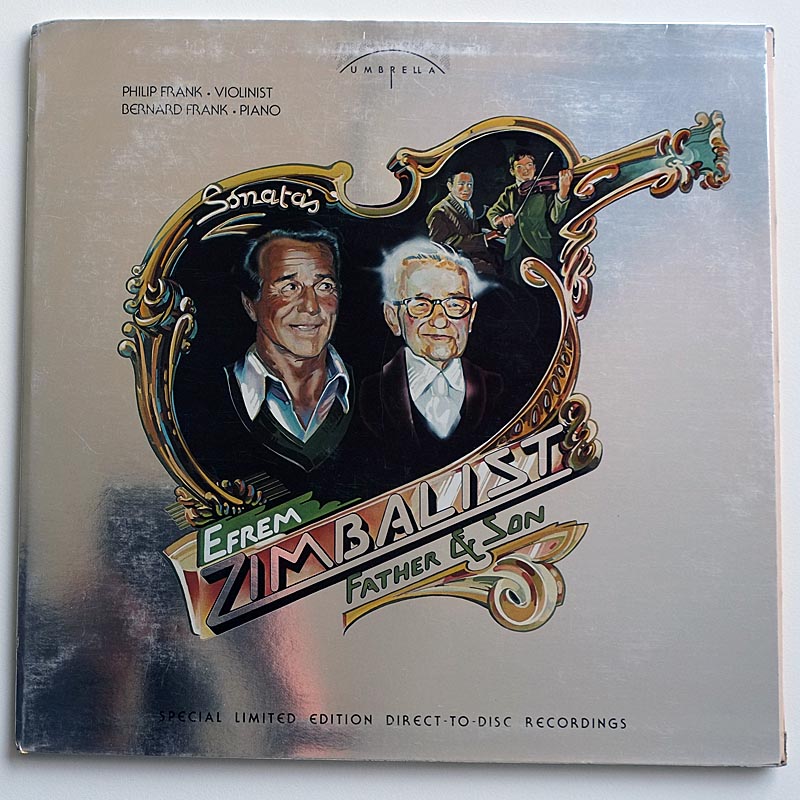 UMBRELLA
PHILIP FRANK • VIOLINIST
BERNARD FRANK • PIANO
Sonata's
EFREM
ZIMBALIST
FATHER & SON
SPECIAL LIMITED EDITION DIRECT-TO-DISC RECORDINGS